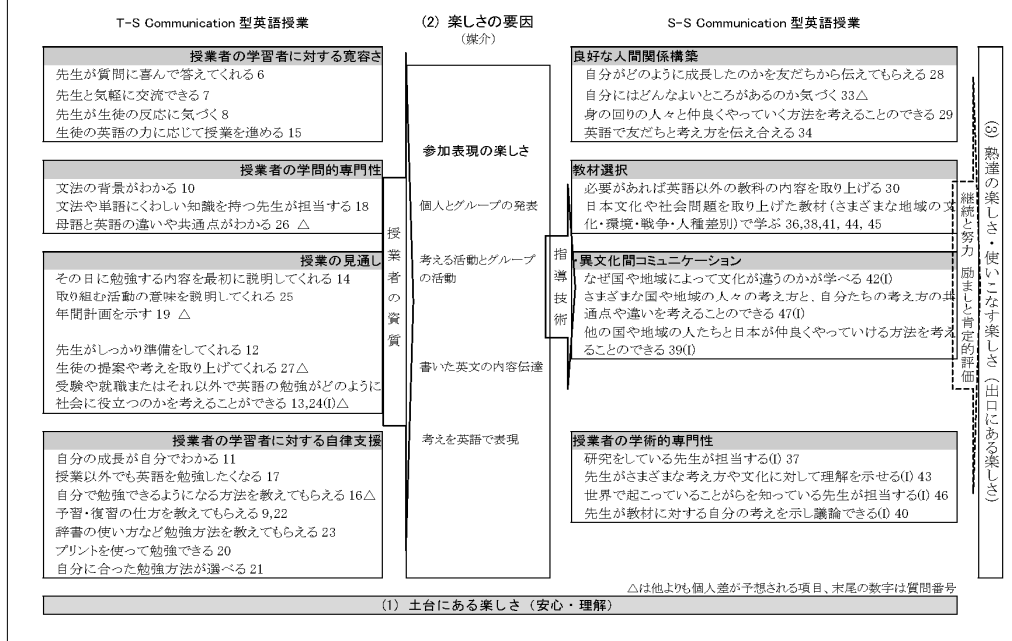 T-S Communication 型英語授業
(2) 楽しさの要因
(媒介)
S-S Communication 型英語授業
授業者の学習者に対する寛容さ
先生が質問に喜んで答えてくれる 6
先生と気軽に交流できる 7
先生が生徒の反応に気づく 8
生徒の英語の力に応じて授業を進める 15
授業者の学問的専門性
文法の背景がわかる 10
文法や単語にくわしい知識を持つ先生が担当する 18
母語と英語の違いや共通点がわかる 26 △
授業の見通し
その日に勉強する内容を最初に説明してくれる 14
取り組む活動の意味を説明してくれる 25
年間計画を示す 19 △
先生がしっかり準備をしてくれる 12
生徒の提案や考えを取り上げてくれる 27△
受験や就職またはそれ以外で英語の勉強がどのように
社会に役立つのかを考えることができる 13,24(I)△
授業者の学習者に対する自律支援
自分の成長が自分でわかる 11
授業以外でも英語を勉強したくなる 17
自分で勉強できるようになる方法を教えてもらえる 16△
予習・復習の仕方を教えてもらえる 9,22
辞書の使い方など勉強方法を教えてもらえる 23
プリントを使って勉強できる 20
自分に合った勉強方法が選べる 21
授業者の資質
参加表現の楽しさ
個人とグループの発表
考える活動とグループ
の活動
書いた英文の内容伝達
考えを英語で表現
指導技術
良好な人間関係構築
自分がどのように成長したのかを友だちから伝えてもらえる 28
自分にはどんなよいところがあるのか気づく 33△
身の回りの人々と仲良くやっていく方法を考えることのできる 29
英語で友だちと考え方を伝え合える 34
教材選択
必要があれば英語以外の教科の内容を取り上げる 30
日本文化や社会問題を取り上げた教材(さまざまな地域の文
化・環境・戦争・人種差別)で学ぶ 36,38,41, 44, 45
異文化間コミュニケーション
なぜ国や地域によって文化が違うのかが学べる 42(I)
さまざまな国や地域の人々の考え方と、自分たちの考え方の共
通点や違いを考えることのできる 47(I)
他の国や地域の人たちと日本が仲良くやっていける方法を考え
ることのできる 39(I)
授業者の学術的専門性
研究をしている先生が担当する(I) 37
先生がさまざまな考え方や文化に対して理解を示せる(I) 43
世界で起こっていることがらを知っている先生が担当する(I) 46
先生が教材に対する自分の考えを示し議論できる(I) 40
継続と努力 励ましと肯定的評価
(3) 熟達の楽しさ・使いこなす楽しさ (出口にある楽しさ)
△は他よりも個人差が予想される項目、末尾の数字は質問番号
(1) 土台にある楽しさ (安心・理解)